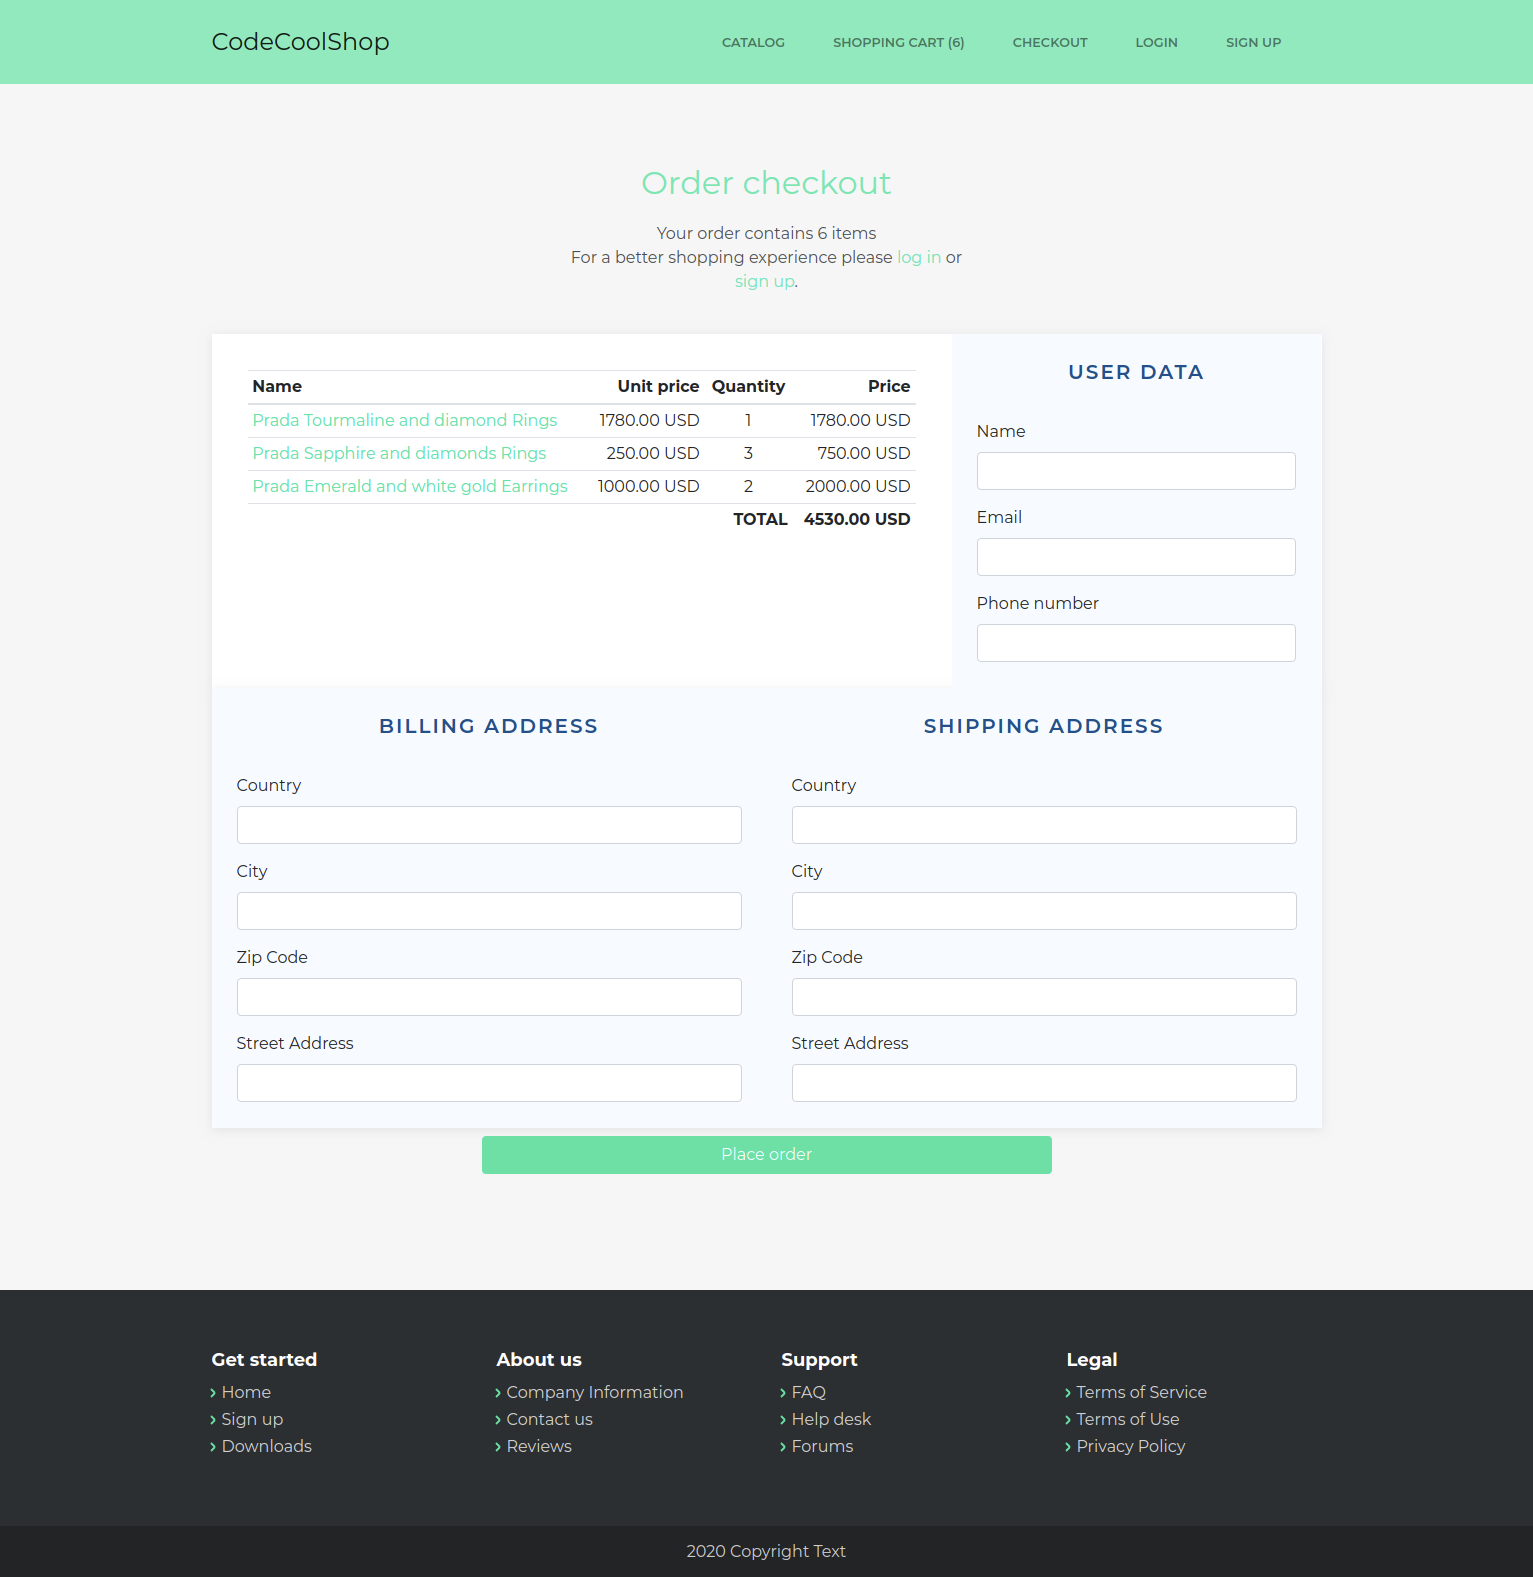 CodeCoolShop
CATALOG SHOPPING CART (6) CHECKOUT LOGIN SIGN UP
Order checkout
Your order contains 6 items
For a better shopping experience please log in or
sign up.
Name Unit price Quantity Price
Prada Tourmaline and diamond Rings 1780.00 USD 1 1780.00 USD
Prada Sapphire and diamonds Rings 250.00 USD 3 750.00 USD
Prada Emerald and white gold Earrings 1000.00 USD 2 2000.00 USD
TOTAL 4530.00 USD
USER DATA
Name
Email
Phone number
BILLING ADDRESS
Country
City
Zip Code
Street Address
SHIPPING ADDRESS
Country
City
Zip Code
Street Address
Place order
Get started
› Home
› Sign up
› Downloads
About us
› Company Information
› Contact us
› Reviews
Support
› FAQ
› Help desk
› Forums
Legal
› Terms of Service
› Terms of Use
› Privacy Policy
2020 Copyright Text